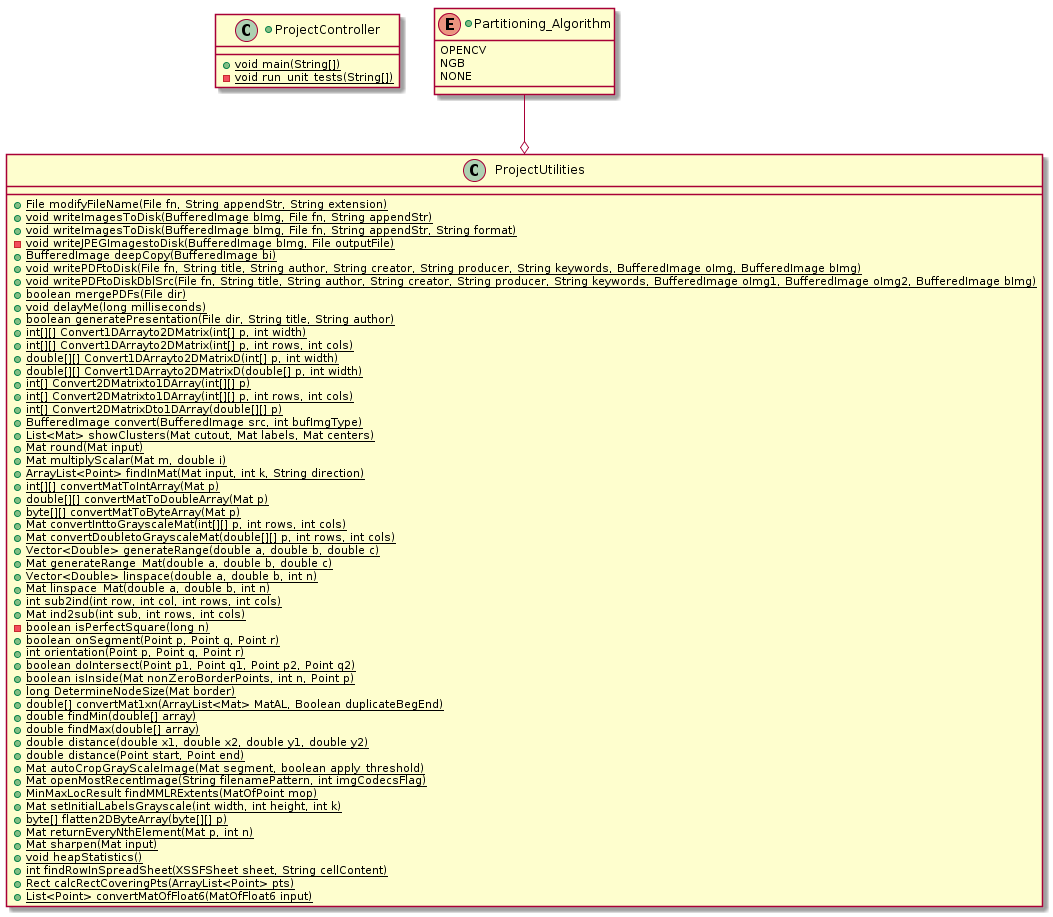 C ProjectController
void main(String[])
void run_unit_tests(String[])
E Partitioning_Algorithm
OPENCV
NGB
NONE
C ProjectUtilities
File modifyFileName(File fn, String appendStr, String extension)
void writeImagesToDisk(BufferedImage bImg, File fn, String appendStr)
void writeImagesToDisk(BufferedImage bImg, File fn, String appendStr, String format)
void writeJPEGImagestoDisk(BufferedImage bImg, File outputFile)
BufferedImage deepCopy(BufferedImage bi)
void writePDFtoDisk(File fn, String title, String author, String creator, String producer, String keywords, BufferedImage oImg, BufferedImage bImg)
void writePDFtoDiskDblSrc(File fn, String title, String author, String creator, String producer, String keywords, BufferedImage oImg1, BufferedImage oImg2, BufferedImage bImg)
boolean mergePDFs(File dir)
void delayMe(long milliseconds)
boolean generatePresentation(File dir, String title, String author)
int[][] Convert1DArrayto2DMatrix(int[] p, int width)
int[][] Convert1DArrayto2DMatrix(int[] p, int rows, int cols)
double[][] Convert1DArrayto2DMatrixD(int[] p, int width)
double[][] Convert1DArrayto2DMatrixD(double[] p, int width)
int[] Convert2DMatrixto1DArray(int[][] p)
int[] Convert2DMatrixto1DArray(int[][] p, int rows, int cols)
int[] Convert2DMatrixDto1DArray(double[][] p)
BufferedImage convert(BufferedImage src, int bufImgType)
List<Mat> showClusters(Mat cutout, Mat labels, Mat centers)
Mat round(Mat input)
Mat multiplyScalar(Mat m, double i)
ArrayList<Point> findInMat(Mat input, int k, String direction)
int[][] convertMatToIntArray(Mat p)
double[][] convertMatToDoubleArray(Mat p)
byte[][] convertMatToByteArray(Mat p)
Mat convertInttoGrayscaleMat(int[][] p, int rows, int cols)
Mat convertDoubletoGrayscaleMat(double[][] p, int rows, int cols)
Vector<Double> generateRange(double a, double b, double c)
Mat generateRange_Mat(double a, double b, double c)
Vector<Double> linspace(double a, double b, int n)
Mat linspace_Mat(double a, double b, int n)
int sub2ind(int row, int col, int rows, int cols)
Mat ind2sub(int sub, int rows, int cols)
boolean isPerfectSquare(long n)
boolean onSegment(Point p, Point q, Point r)
int orientation(Point p, Point q, Point r)
boolean doIntersect(Point p1, Point q1, Point p2, Point q2)
boolean isInside(Mat nonZeroBorderPoints, int n, Point p)
long DetermineNodeSize(Mat border)
double[] convertMat1xn(ArrayList<Mat> MatAL, Boolean duplicateBegEnd)
double findMin(double[] array)
double findMax(double[] array)
double distance(double x1, double x2, double y1, double y2)
double distance(Point start, Point end)
Mat autoCropGrayScaleImage(Mat segment, boolean apply_threshold)
Mat openMostRecentImage(String filenamePattern, int imgCodecsFlag)
MinMaxLocResult findMMLRExtents(MatOfPoint mop)
Mat setInitialLabelsGrayscale(int width, int height, int k)
byte[] flatten2DByteArray(byte[][] p)
Mat returnEveryNthElement(Mat p, int n)
Mat sharpen(Mat input)
void heapStatistics()
int findRowInSpreadSheet(XSSFSheet sheet, String cellContent)
Rect calcRectCoveringPts(ArrayList<Point> pts)
List<Point> convertMatOfFloat6(MatOfFloat6 input)